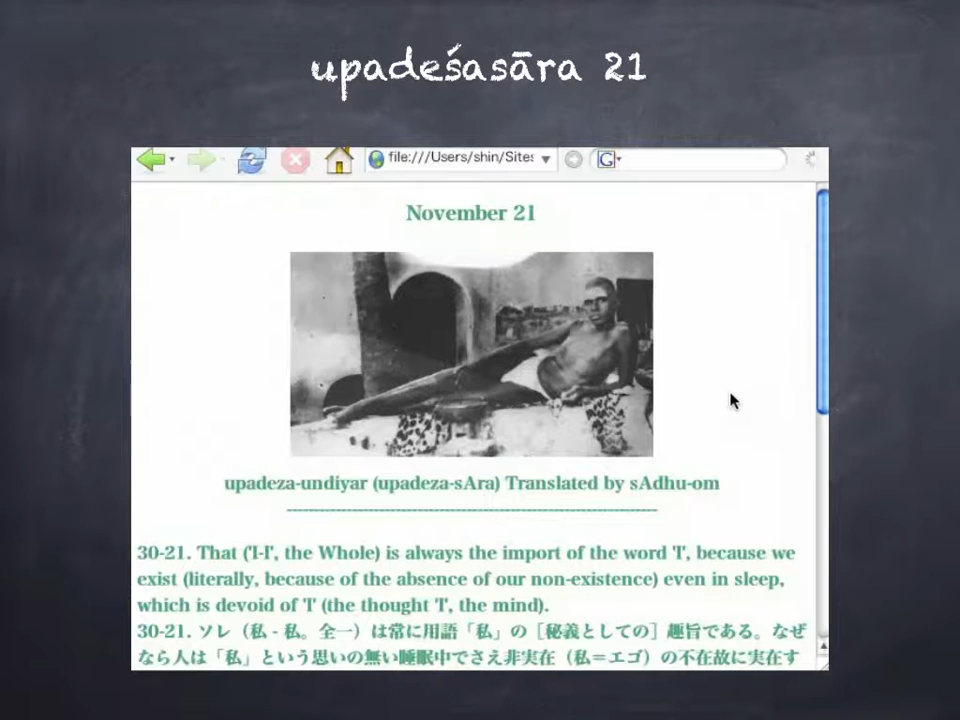 upadeśasāra 21
file:///Users/shin/Site:
G
November 21
upadeza-undiyar (upadeza-sAra) Translated by sAdhu-om
--------------------------------------------------------------------------
30-21. That ('I-I', the Whole) is always the import of the word 'I', because we
exist (literally, because of the absence of our non-existence) even in sleep,
which is devoid of 'I' (the thought 'I', the mind).
30-21. ソレ（私 - 私。全一）は常に用語「私」の［秘義としての］趣旨である。なぜ
なら人は「私」という思いの無い睡眠中でさえ非実在（私＝エゴ）の不在故に実在す